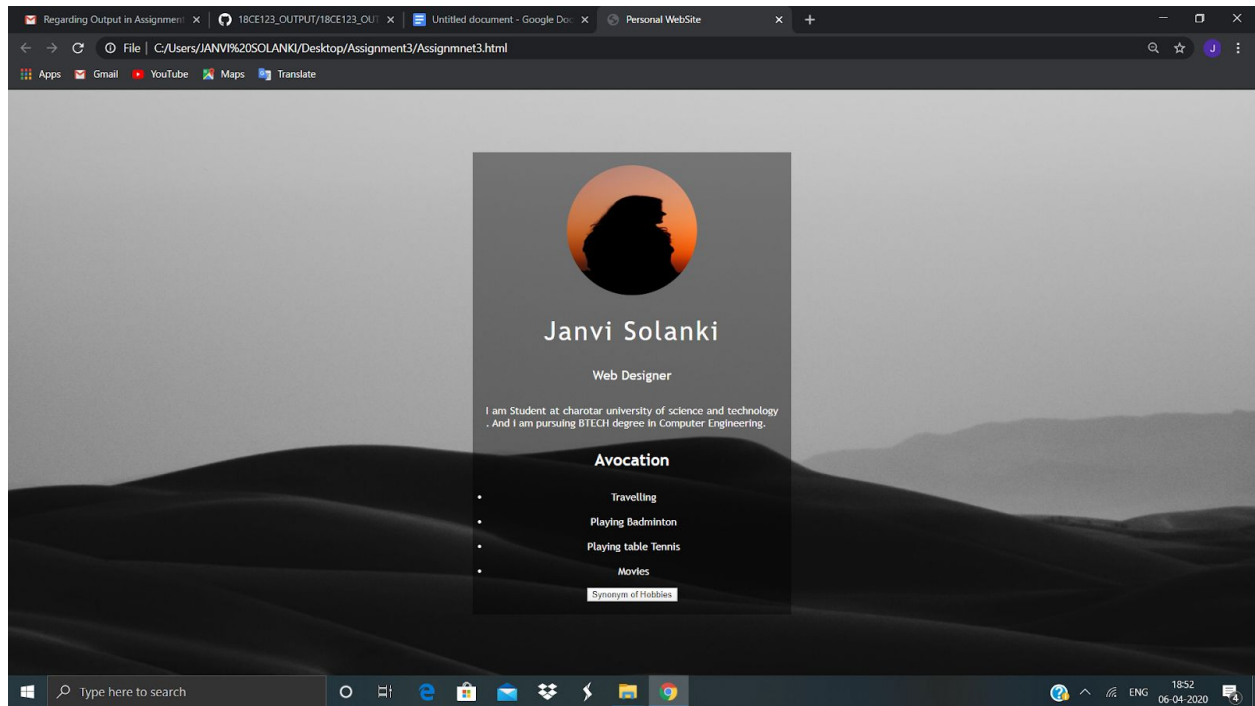 Regarding Output in Assignment
18CE123_OUTPUT/18CE123_OUT
Untitled document - Google Doc
Personal WebSite
File | C:/Users/JANVI%20SOLANKI/Desktop/Assignment3/Assignmnet3.html
J
Apps Gmail YouTube Maps Translate
Janvi Solanki
Web Designer
I am Student at charotar university of science and technology
. And I am pursuing BTECH degree in Computer Engineering.
Avocation
• Travelling
• Playing Badminton
• Playing table Tennis
• Movies
Synonym of Hobbies
Type here to search
ENG
18:52
06-04-2020
4